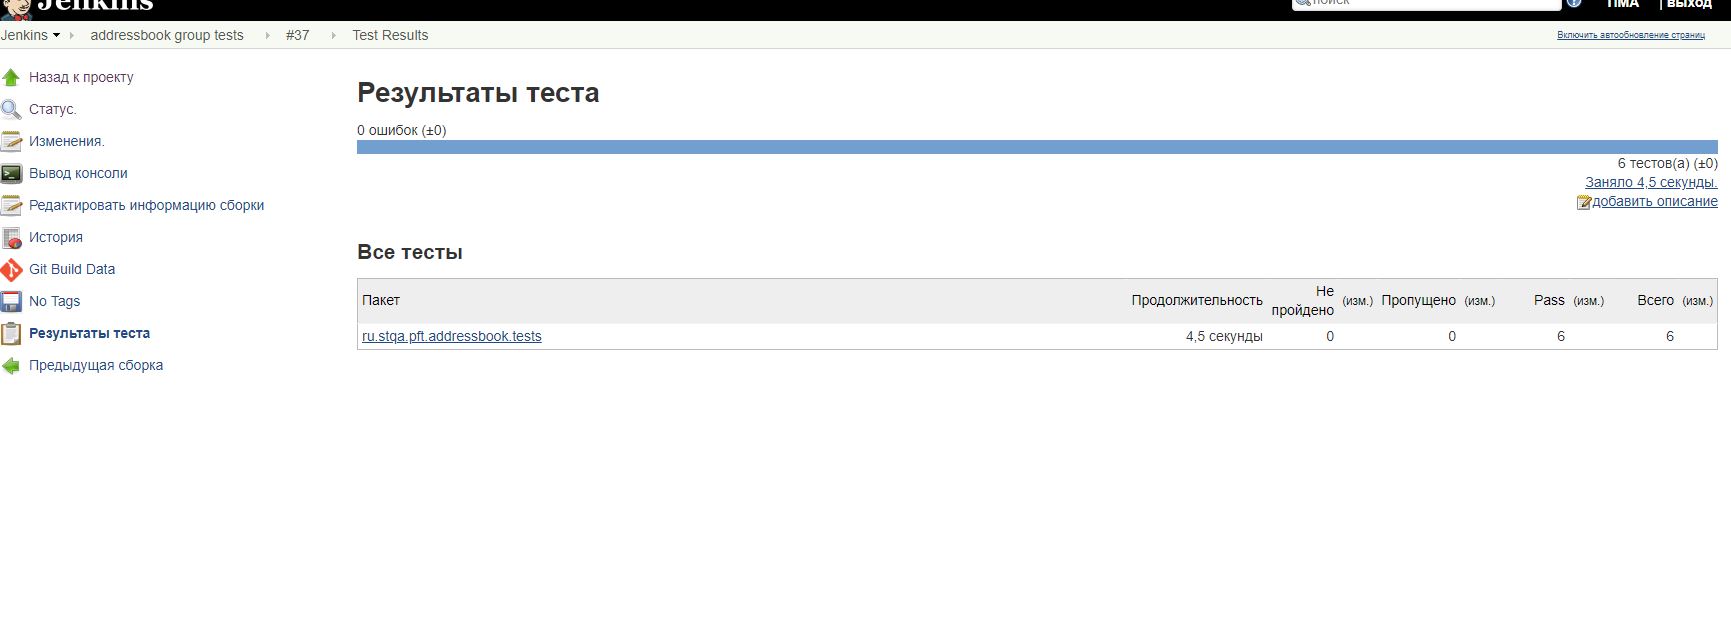 Jenkins
поиск
ПМА | выход
Jenkins addressbook group tests #37 Test Results
Включить автообновление страниц
Назад к проекту
Статус.
Изменения.
Вывод консоли
Редактировать информацию сборки
История
Git Build Data
No Tags
Результаты теста
Предыдущая сборка
Результаты теста
0 ошибок (±0)
6 тестов(а) (±0)
Заняло 4,5 секунды.
добавить описание
Все тесты
Пакет Продолжительность Не пройдено (изм.) Пропущено (изм.) Pass (изм.) Всего (изм.)
ru.stqa.pft.addressbook.tests 4,5 секунды 0 0 6 6